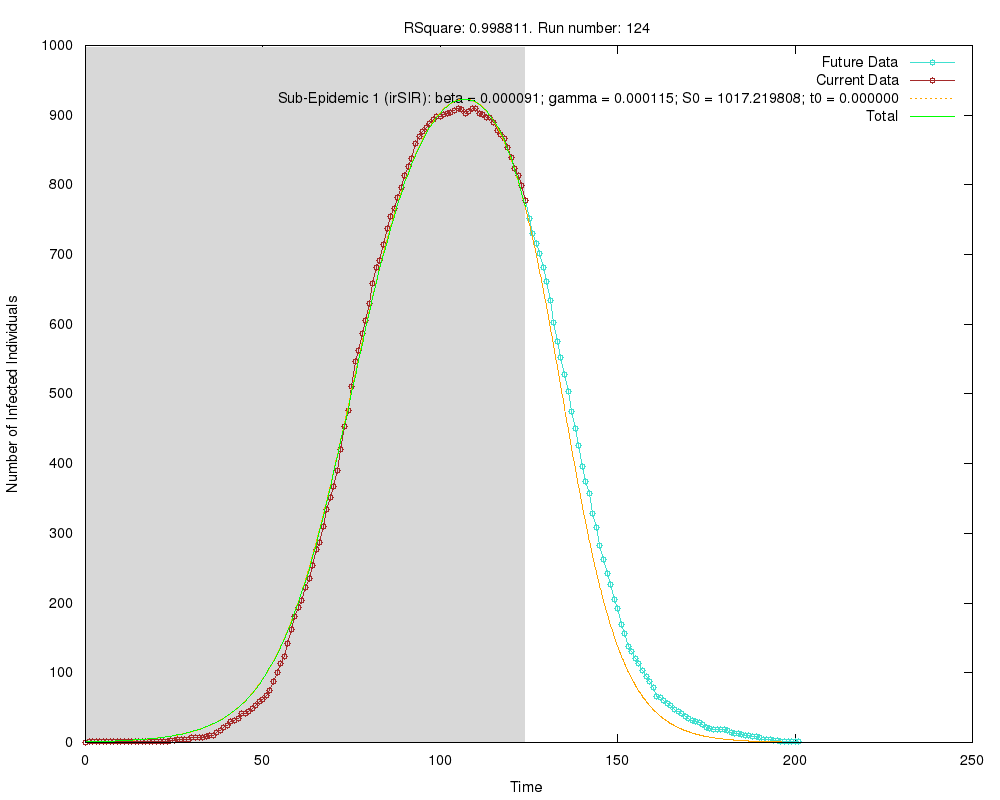 RSquare: 0.998811. Run number: 124
1000
900
800
700
600
500
400
300
200
100
0
0 50 100 150 200 250
Number of Infected Individuals
Time
Future Data
Current Data
Sub-Epidemic 1 (irSIR): beta = 0.000091; gamma = 0.000115; S0 = 1017.219808; t0 = 0.000000
Total